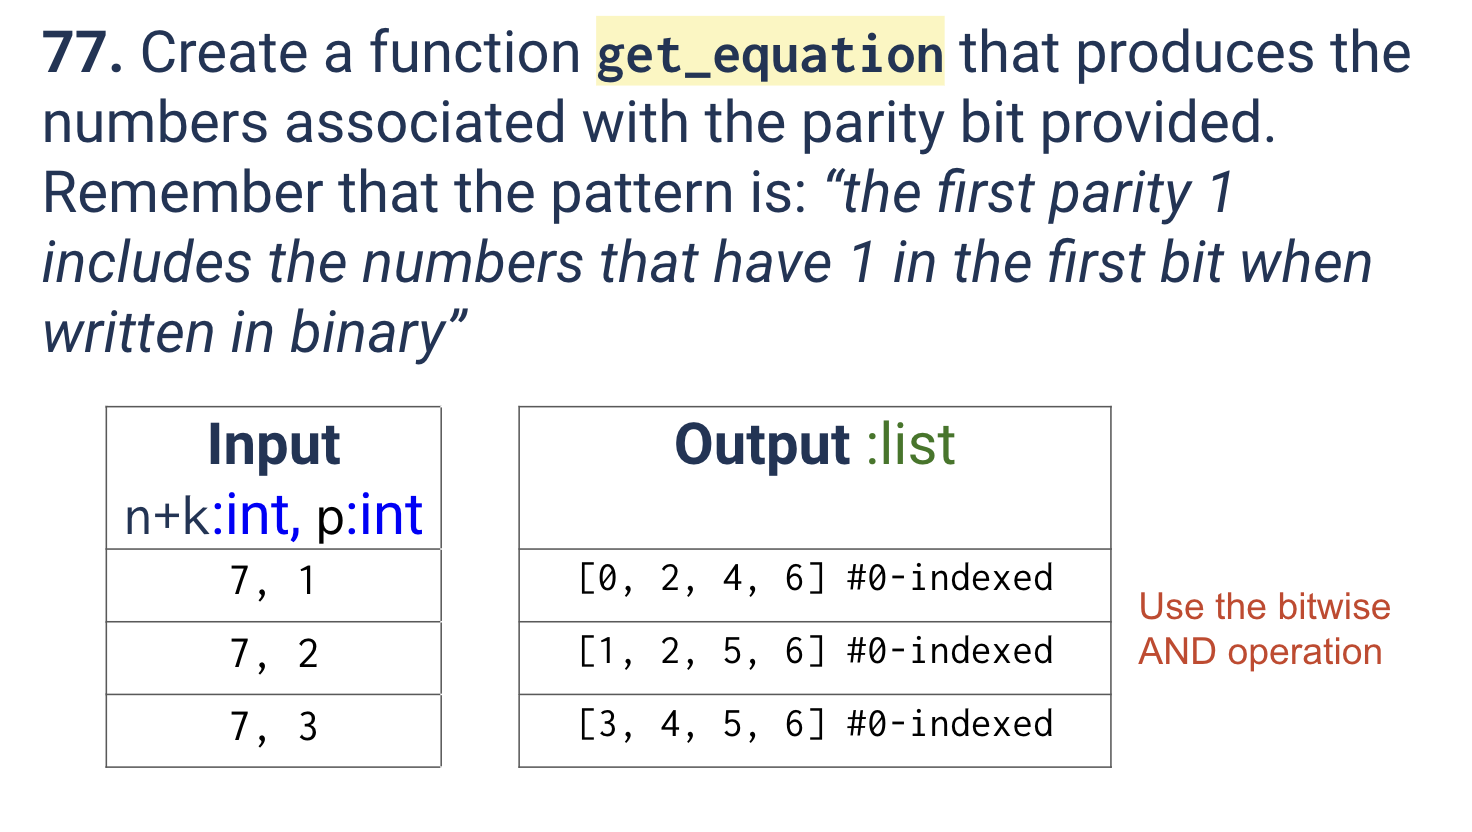 77. Create a function get_equation that produces the
numbers associated with the parity bit provided.
Remember that the pattern is: “the first parity 1
includes the numbers that have 1 in the first bit when
written in binary”
Input
n+k:int, p:int
Output :list
7, 1
[0, 2, 4, 6] #0-indexed
7, 2
[1, 2, 5, 6] #0-indexed
7, 3
[3, 4, 5, 6] #0-indexed
Use the bitwise
AND operation